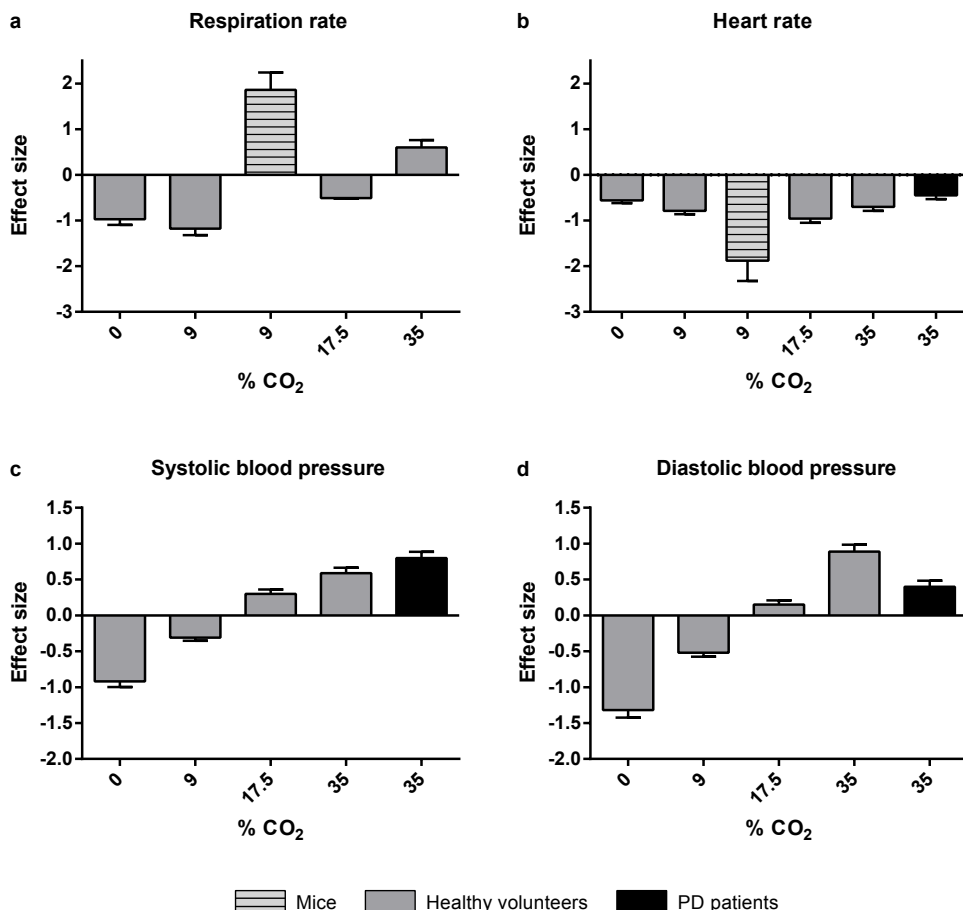 a Respiration rate
Effect size
2
1
0
-1
-2
-3
0 9 9 17.5 35
% CO₂
b Heart rate
Effect size
2
1
0
-1
-2
-3
0 9 9 17.5 35 35
% CO₂
c Systolic blood pressure
Effect size
1.5
1.0
0.5
0.0
-0.5
-1.0
-1.5
-2.0
0 9 17.5 35 35
% CO₂
d Diastolic blood pressure
Effect size
1.5
1.0
0.5
0.0
-0.5
-1.0
-1.5
-2.0
0 9 17.5 35 35
% CO₂
Mice Healthy volunteers PD patients